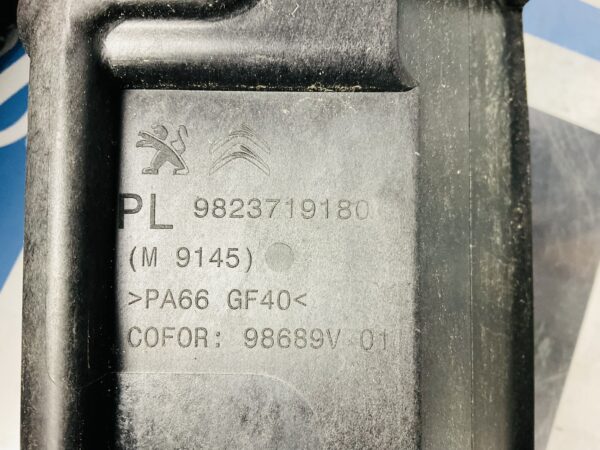 PL 9823719180
(M 9145)
>PA66 GF40<
COFOR: 98689V 01